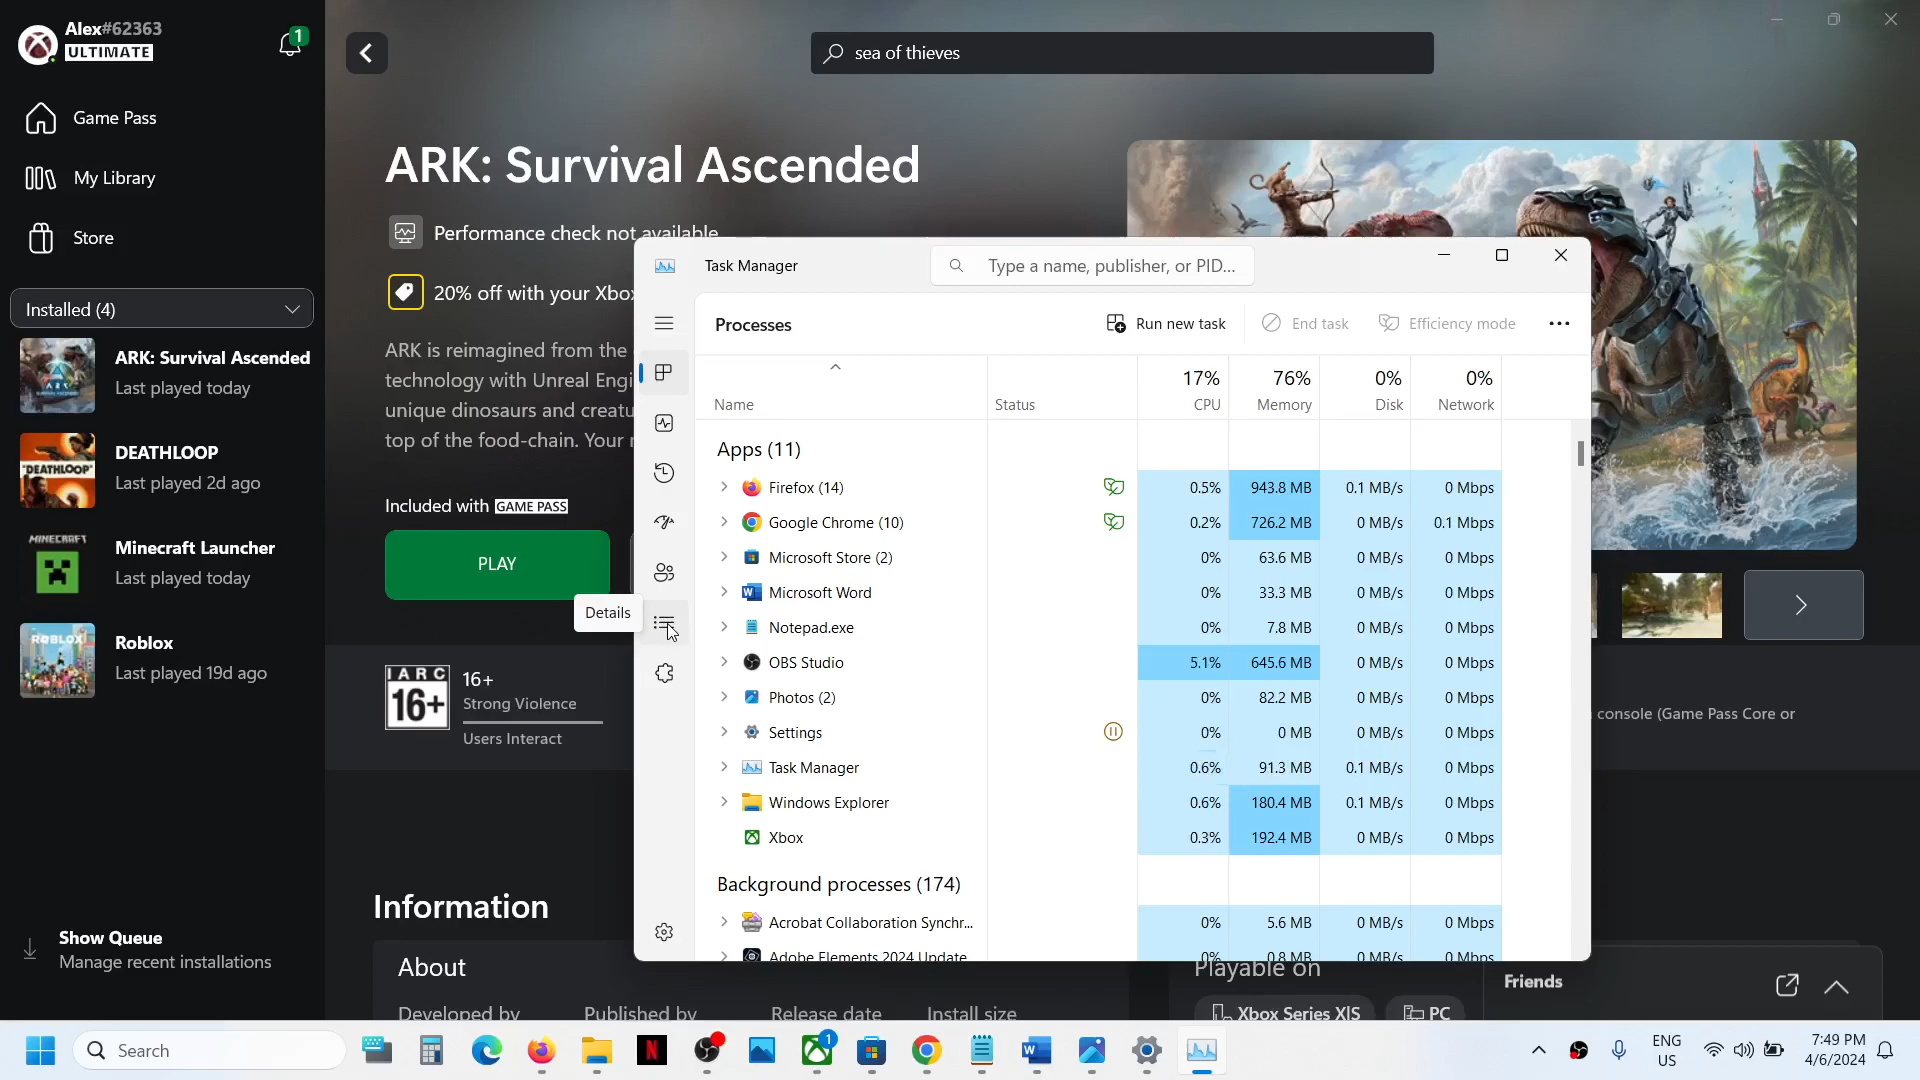 Alex#62363
ULTIMATE
1
Game Pass
My Library
Store
Installed (4)
ARK: Survival Ascended
Last played today
DEATHLOOP
Last played 2d ago
Minecraft Launcher
Last played today
Roblox
Last played 19d ago
Show Queue
Manage recent installations
sea of thieves
ARK: Survival Ascended
Performance check not available
20% off with your Xbo
ARK is reimagined from the
technology with Unreal Engi
unique dinosaurs and creatu
top of the food-chain. Your
Included with GAME PASS
PLAY
Details
IARC
16+
16+
Strong Violence
Users Interact
console (Game Pass Core or
Information
About
Developed by
Published by
Release date
Install size
Playable on
Xbox Series X|S
PC
Friends
Task Manager
Type a name, publisher, or PID...
Processes
Run new task
End task
Efficiency mode
17% 76% 0% 0%
Name Status CPU Memory Disk Network
Apps (11)
Firefox (14) 0.5% 943.8 MB 0.1 MB/s 0 Mbps
Google Chrome (10) 0.2% 726.2 MB 0 MB/s 0.1 Mbps
Microsoft Store (2) 0% 63.6 MB 0 MB/s 0 Mbps
Microsoft Word 0% 33.3 MB 0 MB/s 0 Mbps
Notepad.exe 0% 7.8 MB 0 MB/s 0 Mbps
OBS Studio 5.1% 645.6 MB 0 MB/s 0 Mbps
Photos (2) 0% 82.2 MB 0 MB/s 0 Mbps
Settings 0% 0 MB 0 MB/s 0 Mbps
Task Manager 0.6% 91.3 MB 0.1 MB/s 0 Mbps
Windows Explorer 0.6% 180.4 MB 0.1 MB/s 0 Mbps
Xbox 0.3% 192.4 MB 0 MB/s 0 Mbps
Background processes (174)
Acrobat Collaboration Synchr... 0% 5.6 MB 0 MB/s 0 Mbps
Adobe Elements 2024 Update 0% 0.8 MB 0 MB/s 0 Mbps
Search
1
ENG
US
7:49 PM
4/6/2024